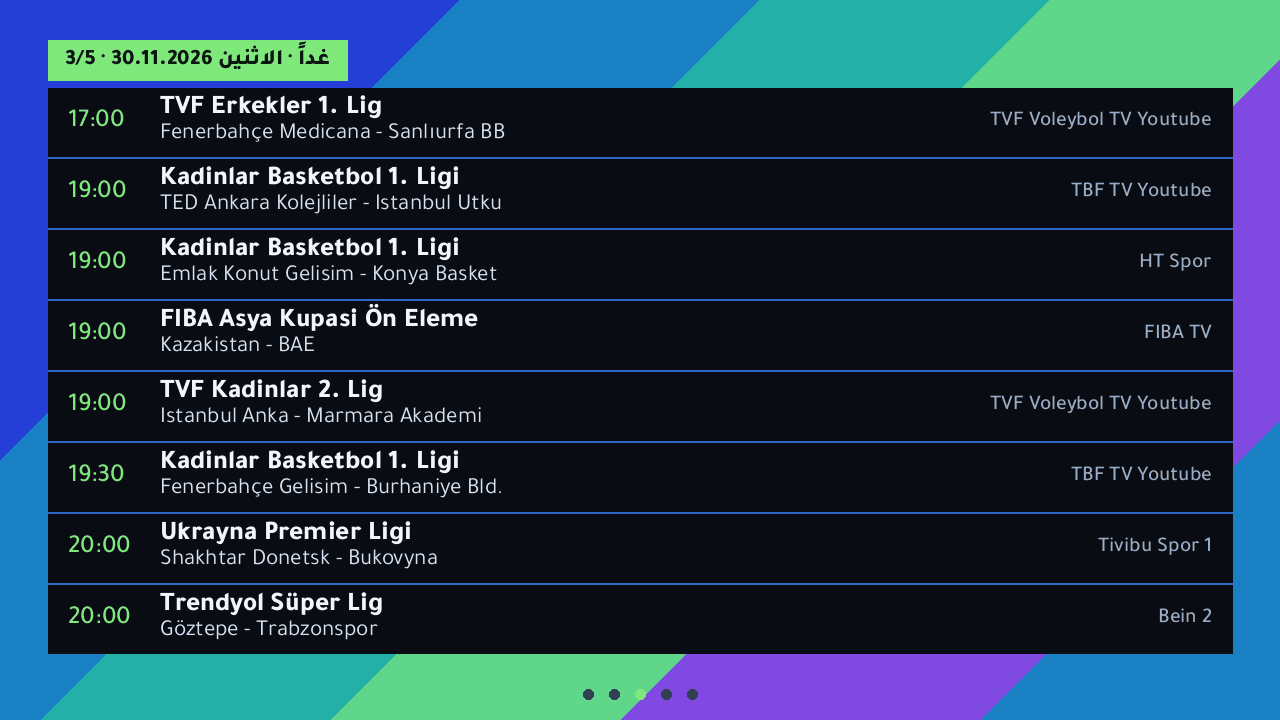 غداً · الاثنين 30.11.2026 · 3/5
17:00
TVF Erkekler 1. Lig
Fenerbahçe Medicana - Sanlıurfa BB
TVF Voleybol TV Youtube
19:00
Kadinlar Basketbol 1. Ligi
TED Ankara Kolejliler - Istanbul Utku
TBF TV Youtube
19:00
Kadinlar Basketbol 1. Ligi
Emlak Konut Gelisim - Konya Basket
HT Spor
19:00
FIBA Asya Kupasi Ön Eleme
Kazakistan - BAE
FIBA TV
19:00
TVF Kadinlar 2. Lig
Istanbul Anka - Marmara Akademi
TVF Voleybol TV Youtube
19:30
Kadinlar Basketbol 1. Ligi
Fenerbahçe Gelisim - Burhaniye Bld.
TBF TV Youtube
20:00
Ukrayna Premier Ligi
Shakhtar Donetsk - Bukovyna
Tivibu Spor 1
20:00
Trendyol Süper Lig
Göztepe - Trabzonspor
Bein 2